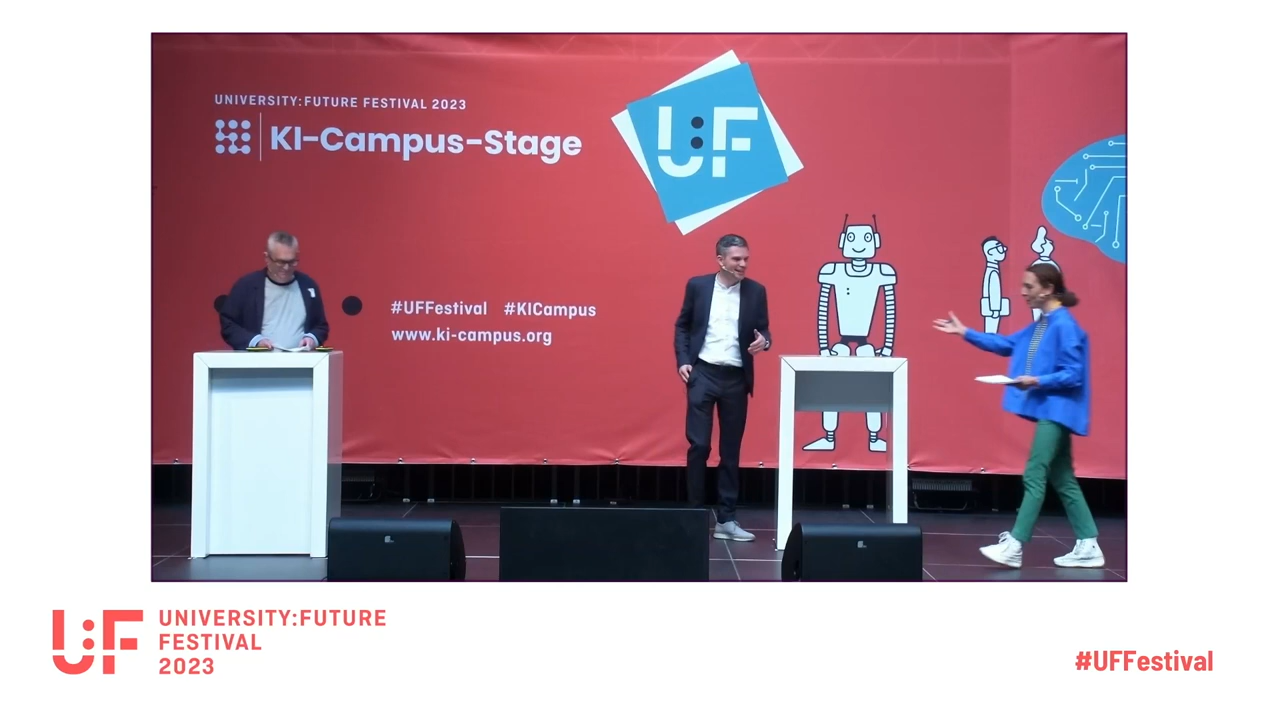 UNIVERSITY:FUTURE FESTIVAL 2023
KI-Campus-Stage
U:F
#UFFestival #KICampus
www.ki-campus.org
U:F
UNIVERSITY:FUTURE
FESTIVAL
2023
#UFFestival